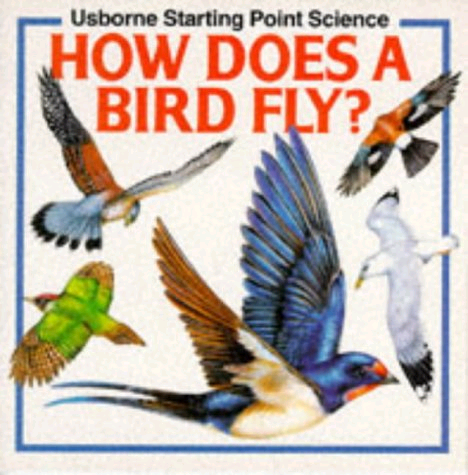 Usborne Starting Point Science
HOW DOES A
BIRD FLY?